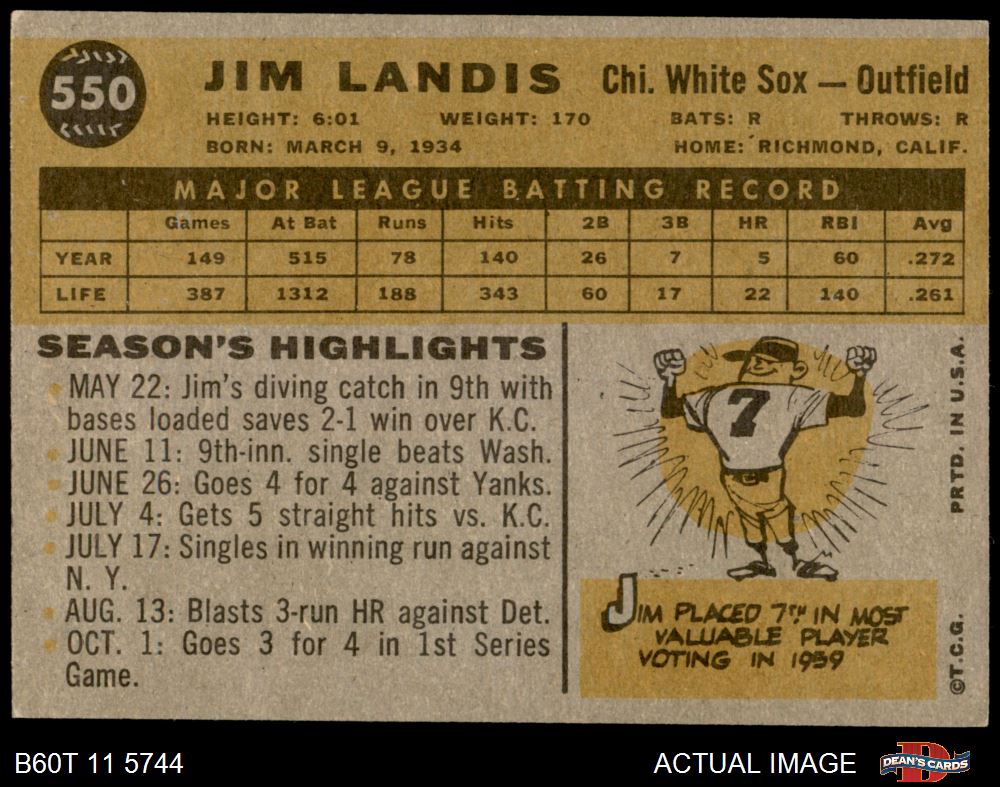 550
JIM LANDIS Chi. White Sox — Outfield
HEIGHT: 6:01 WEIGHT: 170 BATS: R THROWS: R
BORN: MARCH 9, 1934 HOME: RICHMOND, CALIF.
MAJOR LEAGUE BATTING RECORD
Games At Bat Runs Hits 2B 3B HR RBI Avg
YEAR 149 515 78 140 26 7 5 60 .272
LIFE 387 1312 188 343 60 17 22 140 .261
SEASON'S HIGHLIGHTS
MAY 22: Jim's diving catch in 9th with
bases loaded saves 2-1 win over K.C.
JUNE 11: 9th-inn. single beats Wash.
JUNE 26: Goes 4 for 4 against Yanks.
JULY 4: Gets 5 straight hits vs. K.C.
JULY 17: Singles in winning run against
N. Y.
AUG. 13: Blasts 3-run HR against Det.
OCT. 1: Goes 3 for 4 in 1st Series
Game.
7
JIM PLACED 7TH IN MOST
VALUABLE PLAYER
VOTING IN 1959
©T.C.G. PRTD. IN U.S.A.
B60T 11 5744 ACTUAL IMAGE
DEAN'S CARDS